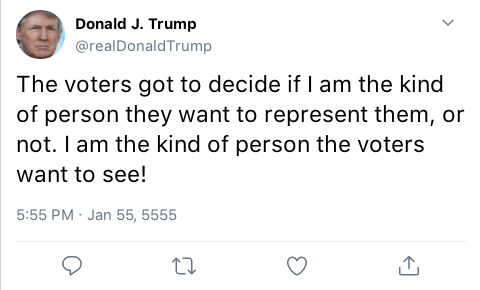 Donald J. Trump
@realDonaldTrump
The voters got to decide if I am the kind
of person they want to represent them, or
not. I am the kind of person the voters
want to see!
5:55 PM · Jan 55, 5555